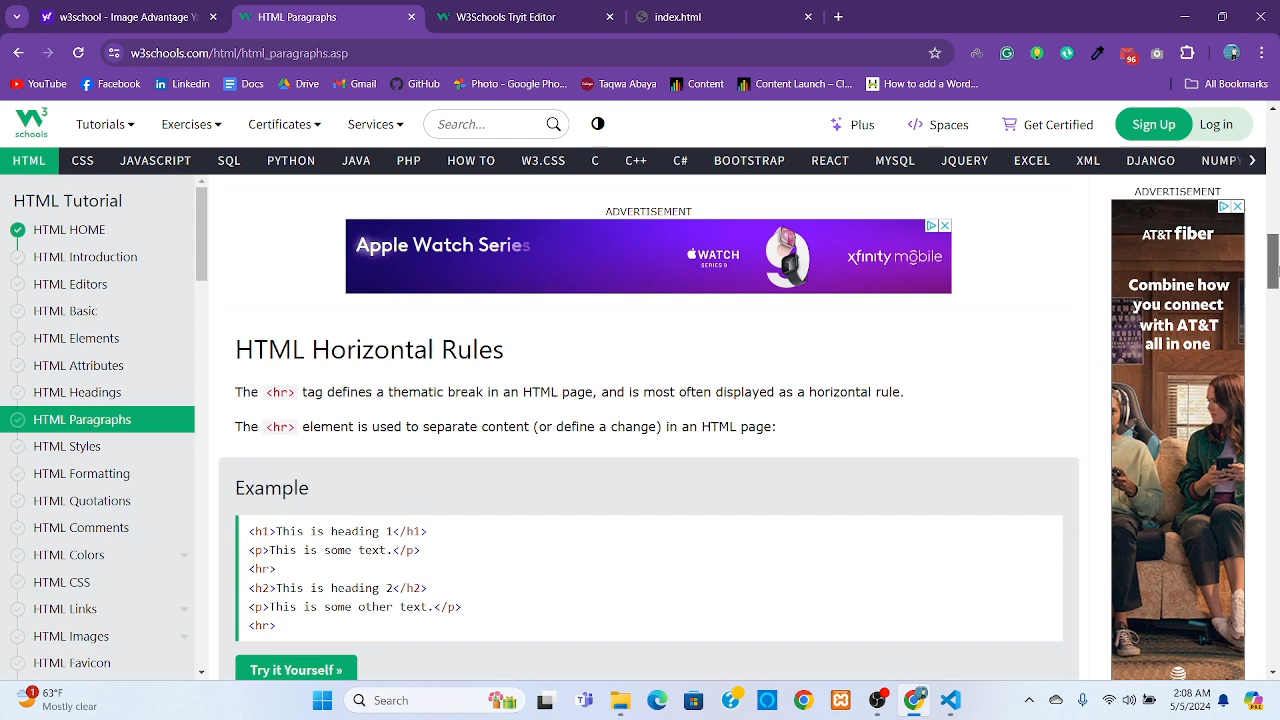 w3school - Image Advantage Y
HTML Paragraphs
W3Schools Tryit Editor
index.html
w3schools.com/html/html_paragraphs.asp
96
YouTube
Facebook
Linkedin
Docs
Drive
Gmail
GitHub
Photo - Google Pho...
Taqwa Abaya
Content
Content Launch – Cl...
How to add a Word...
All Bookmarks
W3
schools
Tutorials
Exercises
Certificates
Services
Search...
Plus
Spaces
Get Certified
Sign Up
Log in
HTML
CSS
JAVASCRIPT
SQL
PYTHON
JAVA
PHP
HOW TO
W3.CSS
C
C++
C#
BOOTSTRAP
REACT
MYSQL
JQUERY
EXCEL
XML
DJANGO
NUMPY
HTML Tutorial
HTML HOME
HTML Introduction
HTML Editors
HTML Basic
HTML Elements
HTML Attributes
HTML Headings
HTML Paragraphs
HTML Styles
HTML Formatting
HTML Quotations
HTML Comments
HTML Colors
HTML CSS
HTML Links
HTML Images
HTML Favicon
ADVERTISEMENT
Apple Watch Series
WATCH
SERIES 9
xfinity mobile
HTML Horizontal Rules
The <hr> tag defines a thematic break in an HTML page, and is most often displayed as a horizontal rule.
The <hr> element is used to separate content (or define a change) in an HTML page:
Example
<h1>This is heading 1</h1>
<p>This is some text.</p>
<hr>
<h2>This is heading 2</h2>
<p>This is some other text.</p>
<hr>
Try it Yourself »
ADVERTISEMENT
AT&T fiber
Combine how
you connect
with AT&T
all in one
1
63°F
Mostly clear
Search
2:08 AM
5/5/2024